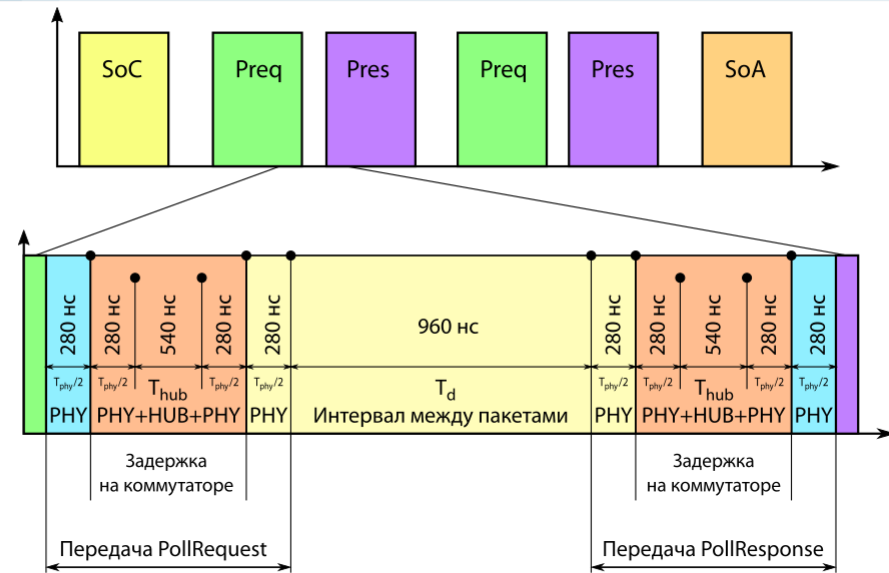 SoC Preq Pres Preq Pres SoA
280 нс 280 нс 540 нс 280 нс 280 нс 960 нс 280 нс 280 нс 540 нс 280 нс 280 нс
Tphy/2 Tphy/2 Thub Tphy/2 Tphy/2 Td Tphy/2 Tphy/2 Thub Tphy/2 Tphy/2
PHY PHY+HUB+PHY PHY Интервал между пакетами PHY PHY+HUB+PHY PHY
Задержка Задержка
на коммутаторе на коммутаторе
Передача PollRequest Передача PollResponse